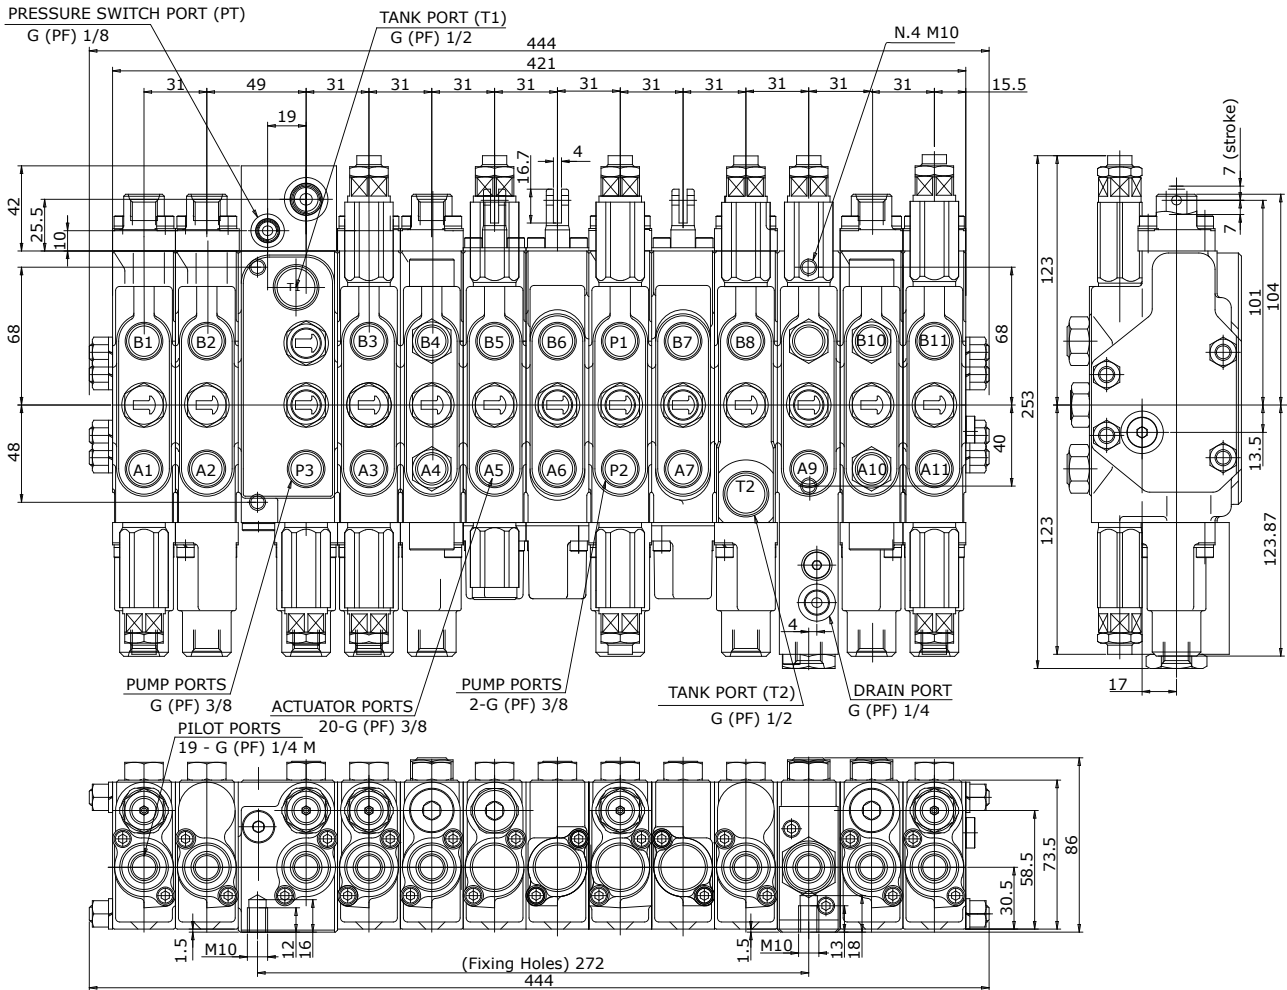 PRESSURE SWITCH PORT (PT)
G (PF) 1/8
TANK PORT (T1)
G (PF) 1/2
N.4 M10
444
421
31 49 31 31 31 31 31 31 31 31 31 31 15.5
19
16.7
4
7 (stroke)
42
25.5
10
7
T1
68
68
123
101
104
B1 B2 B3 B4 B5 B6 P1 B7 B8 B10 B11
253
48
40
13.5
A1 A2 P3 A3 A4 A5 A6 P2 A7 T2 A9 A10 A11
123
123.87
4
17
PUMP PORTS
G (PF) 3/8
ACTUATOR PORTS
20-G (PF) 3/8
PUMP PORTS
2-G (PF) 3/8
TANK PORT (T2)
G (PF) 1/2
DRAIN PORT
G (PF) 1/4
PILOT PORTS
19 - G (PF) 1/4 M
30.5
58.5
73.5
86
1.5
M10
12
16
1.5
M10
13
18
(Fixing Holes) 272
444